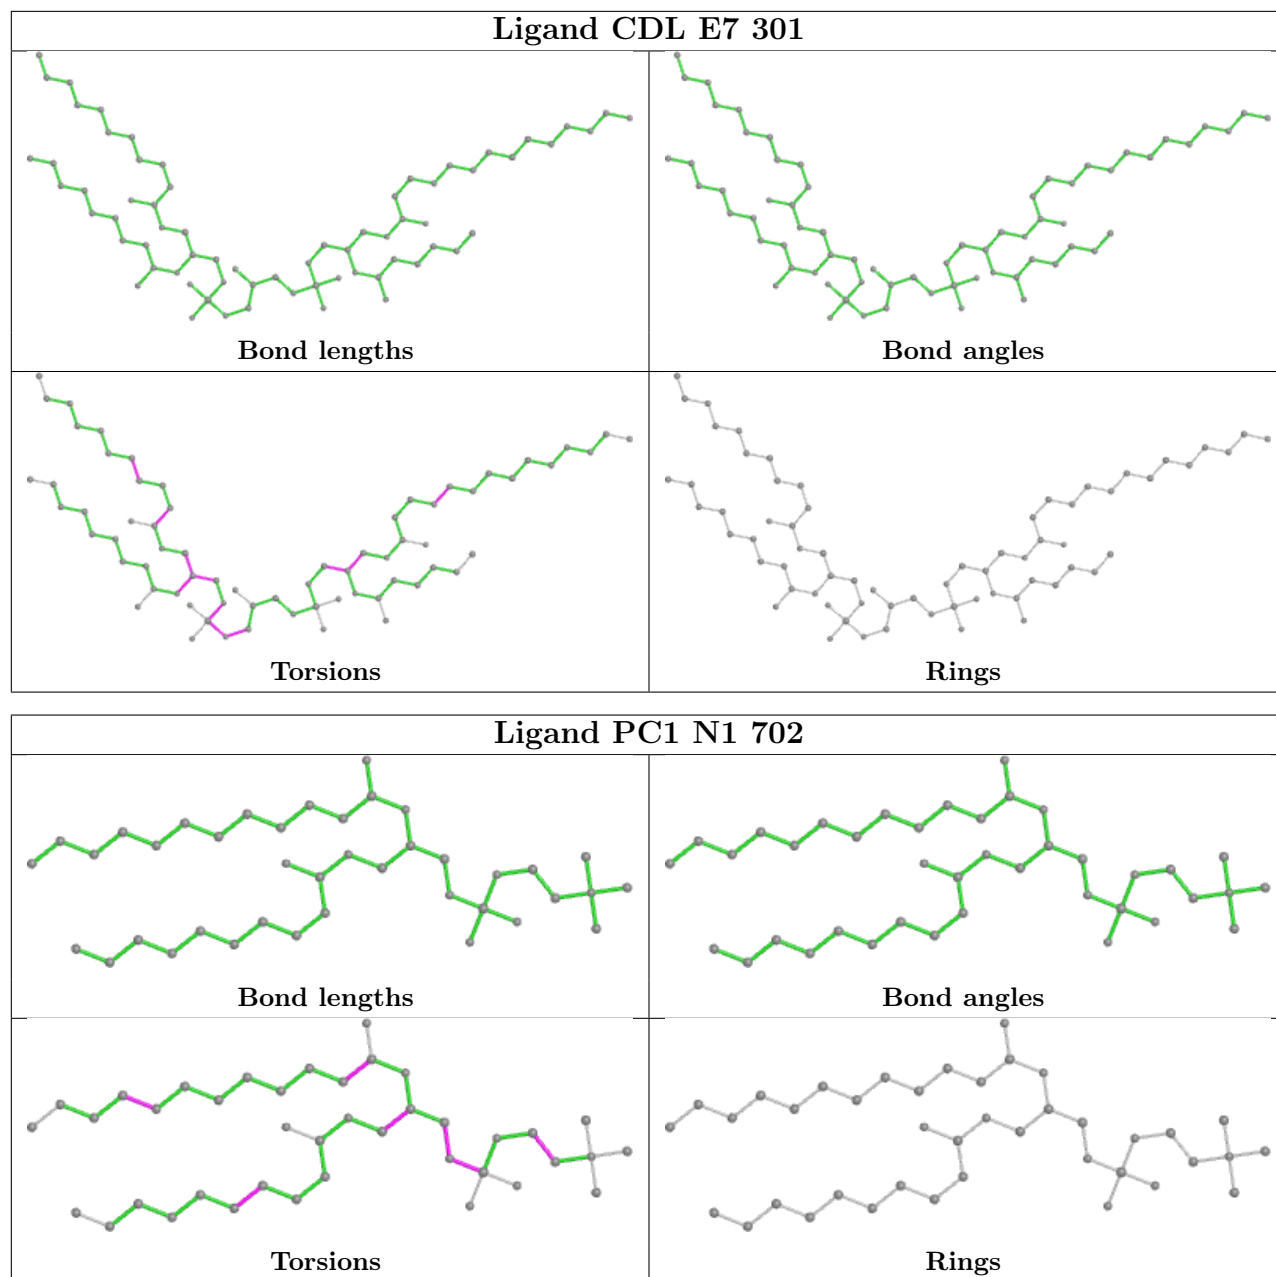 Ligand CDL E7 301
Bond lengths
Bond angles
Torsions
Rings
Ligand PC1 N1 702
Bond lengths
Bond angles
Torsions
Rings